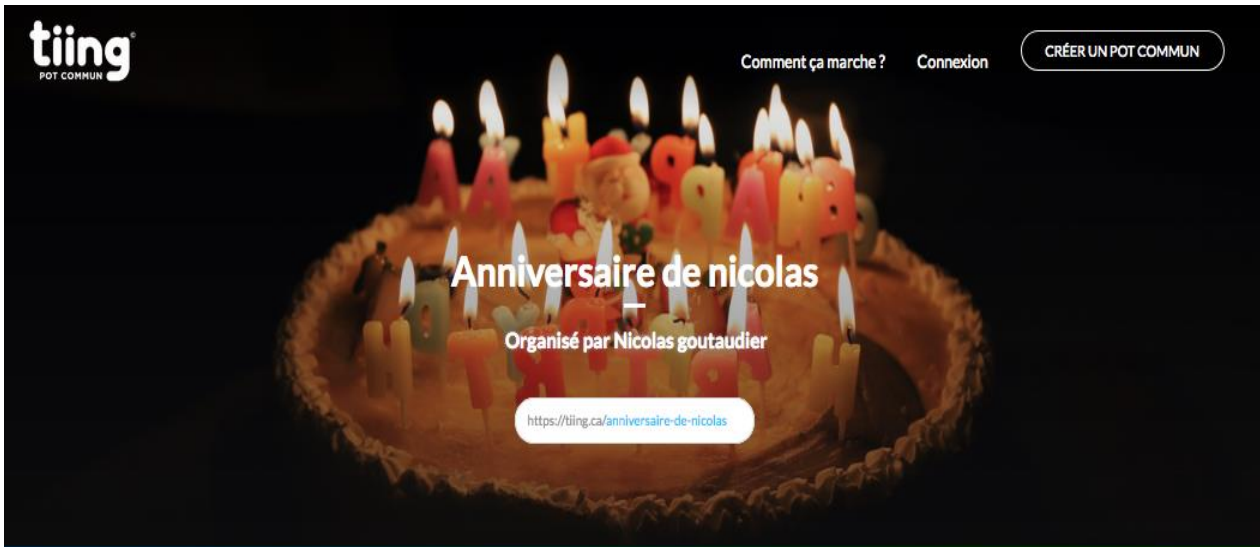 tiing©
POT COMMUN
Comment ça marche ?
Connexion
CRÉER UN POT COMMUN
Anniversaire de nicolas
Organisé par Nicolas goutaudier
https://tiing.ca/anniversaire-de-nicolas